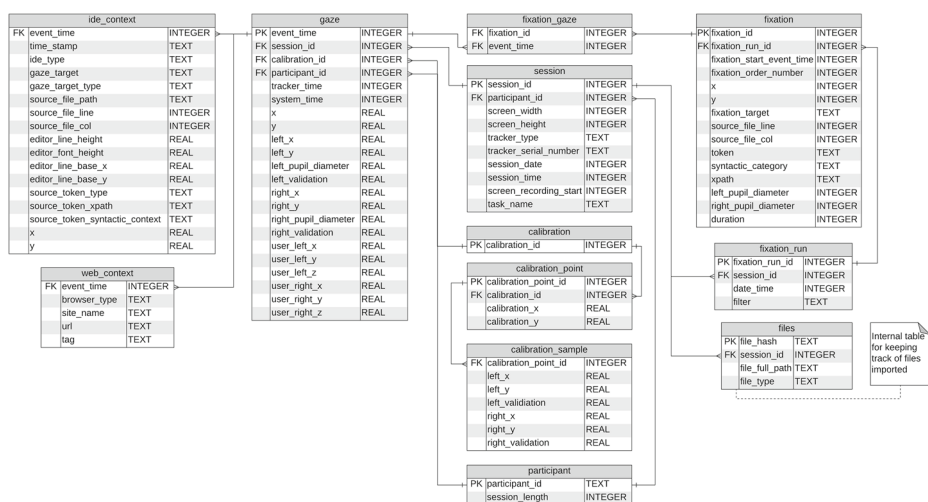 ide_context
FK event_time INTEGER
time_stamp TEXT
ide_type TEXT
gaze_target TEXT
gaze_target_type TEXT
source_file_path TEXT
source_file_line INTEGER
source_file_col INTEGER
editor_line_height REAL
editor_font_height REAL
editor_line_base_x REAL
editor_line_base_y REAL
source_token_type TEXT
source_token_xpath TEXT
source_token_syntactic_context TEXT
x REAL
y REAL
web_context
FK event_time INTEGER
browser_type TEXT
site_name TEXT
url TEXT
tag TEXT
gaze
PK event_time INTEGER
FK session_id INTEGER
FK calibration_id INTEGER
FK participant_id INTEGER
tracker_time INTEGER
system_time INTEGER
x REAL
y REAL
left_x REAL
left_y REAL
left_pupil_diameter REAL
left_validation REAL
right_x REAL
right_y REAL
right_pupil_diameter REAL
right_validation REAL
user_left_x REAL
user_left_y REAL
user_left_z REAL
user_right_x REAL
user_right_y REAL
user_right_z REAL
fixation_gaze
FK fixation_id INTEGER
FK event_time INTEGER
session
PK session_id INTEGER
FK participant_id INTEGER
screen_width INTEGER
screen_height INTEGER
tracker_type TEXT
tracker_serial_number TEXT
session_date INTEGER
session_time INTEGER
screen_recording_start INTEGER
task_name TEXT
calibration
PK calibration_id INTEGER
calibration_point
PK calibration_point_id INTEGER
FK calibration_id INTEGER
calibration_x REAL
calibration_y REAL
calibration_sample
FK calibration_point_id INTEGER
left_x REAL
left_y REAL
left_validiation REAL
right_x REAL
right_y REAL
right_validation REAL
participant
PK participant_id TEXT
session_length INTEGER
fixation
PK fixation_id INTEGER
FK fixation_run_id INTEGER
fixation_start_event_time INTEGER
fixation_order_number INTEGER
x INTEGER
y INTEGER
fixation_target TEXT
source_file_line INTEGER
source_file_col INTEGER
token TEXT
syntactic_category TEXT
xpath TEXT
left_pupil_diameter INTEGER
right_pupil_diameter INTEGER
duration INTEGER
fixation_run
PK fixation_run_id INTEGER
FK session_id INTEGER
date_time INTEGER
filter TEXT
files
PK file_hash TEXT
FK session_id INTEGER
file_full_path TEXT
file_type TEXT
Internal table
for keeping
track of files
imported